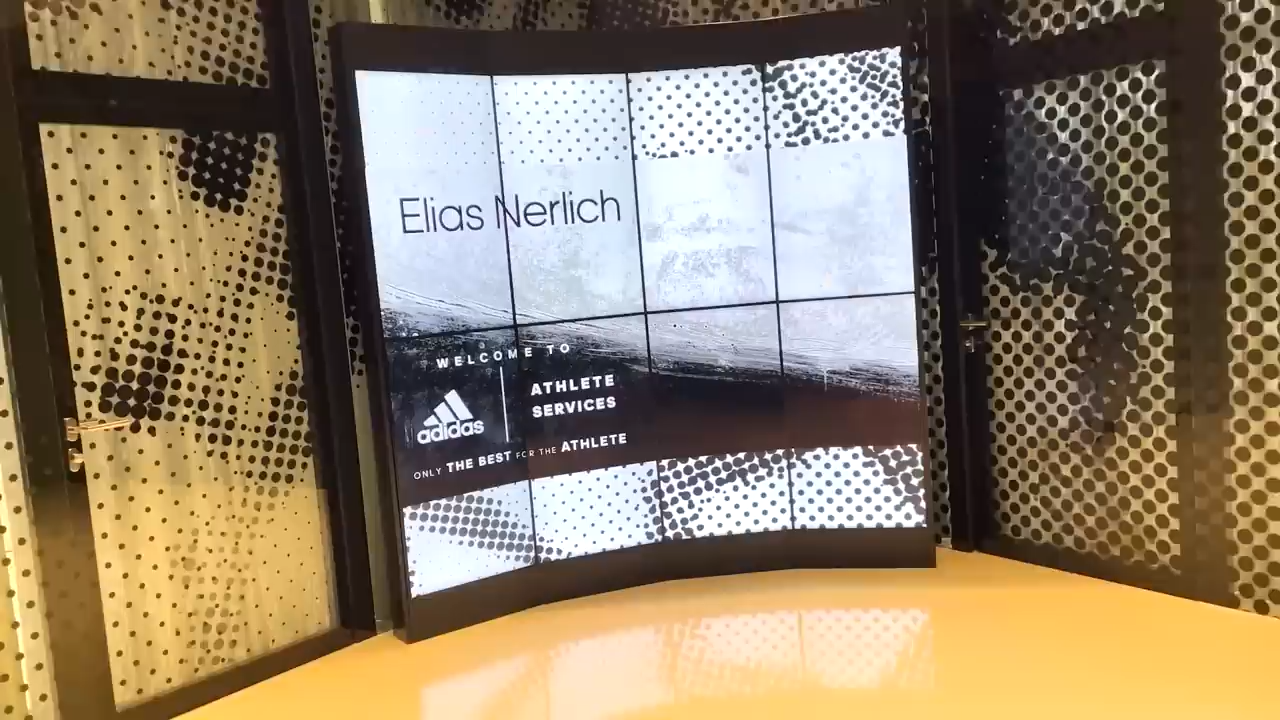 Elias Nerlich
WELCOME TO
adidas
ATHLETE
SERVICES
ONLY THE BEST FOR THE ATHLETE